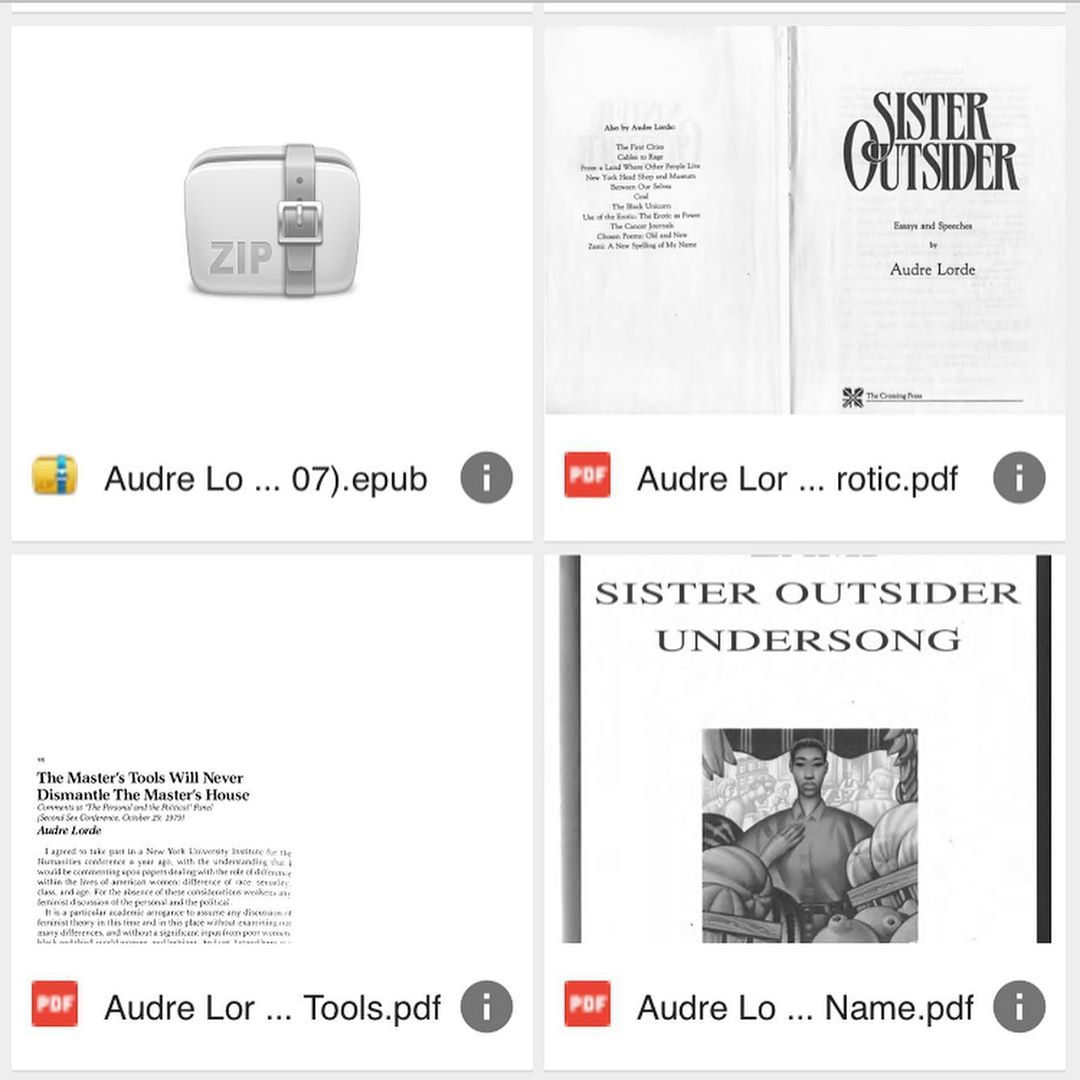 ZIP
Audre Lo ... 07).epub
Also by Audre Lorde:
The First Cities
Cables to Rage
From a Land Where Other People Live
New York Head Shop and Museum
Between Our Selves
Coal
The Black Unicorn
Use of the Erotic: The Erotic as Power
The Cancer Journals
Chosen Poems: Old and New
Zami: A New Spelling of My Name
SISTER
OUTSIDER
Essays and Speeches
by
Audre Lorde
The Crossing Press
PDF
Audre Lor ... rotic.pdf
The Master's Tools Will Never
Dismantle The Master's House
Comments at "The Personal and the Political" Panel
(Second Sex Conference, October 29, 1979)
Audre Lorde
I agreed to take part in a New York University Institute for the
Humanities conference a year ago, with the understanding that
would be commenting upon papers dealing with the role of difference
within the lives of american women: difference of race, sexuality,
class, and age. For the absence of these considerations weakens any
feminist discussion of the personal and the political.
It is a particular academic arrogance to assume any discussion of
feminist theory in this time and in this place without examining our
many differences, and without a significant input from poor women,
PDF
Audre Lor ... Tools.pdf
SISTER OUTSIDER
UNDERSONG
PDF
Audre Lo ... Name.pdf